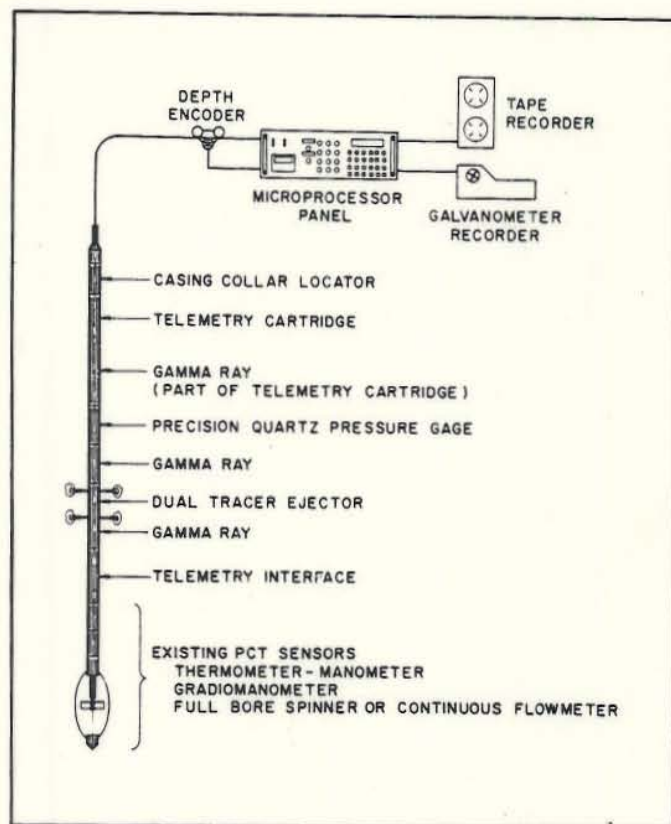 DEPTH
ENCODER
TAPE
RECORDER
MICROPROCESSOR
PANEL
GALVANOMETER
RECORDER
CASING COLLAR LOCATOR
TELEMETRY CARTRIDGE
GAMMA RAY
(PART OF TELEMETRY CARTRIDGE)
PRECISION QUARTZ PRESSURE GAGE
GAMMA RAY
DUAL TRACER EJECTOR
GAMMA RAY
TELEMETRY INTERFACE
EXISTING PCT SENSORS
THERMOMETER-MANOMETER
GRADIOMANOMETER
FULL BORE SPINNER OR CONTINUOUS FLOWMETER